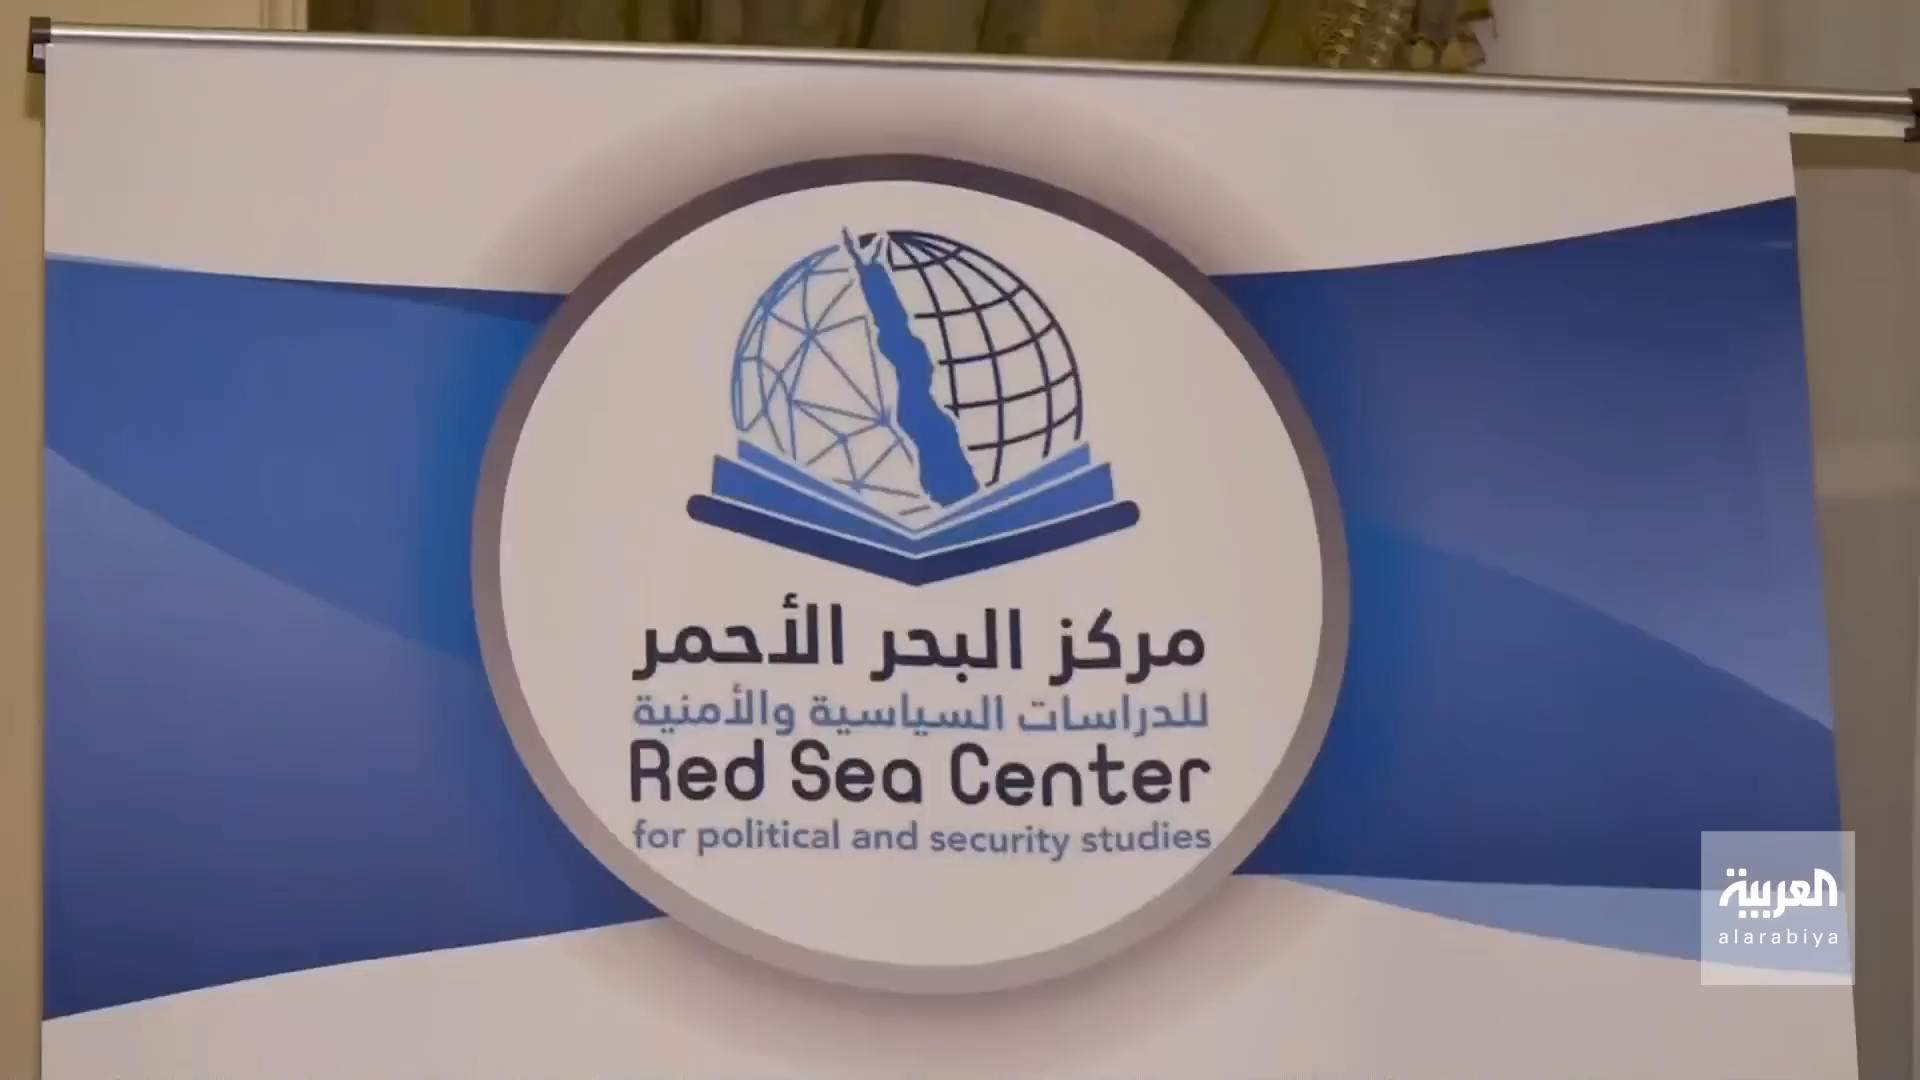 مركز البحر الأحمر
للدراسات السياسية والأمنية
Red Sea Center
for political and security studies
العربية
alarabiya